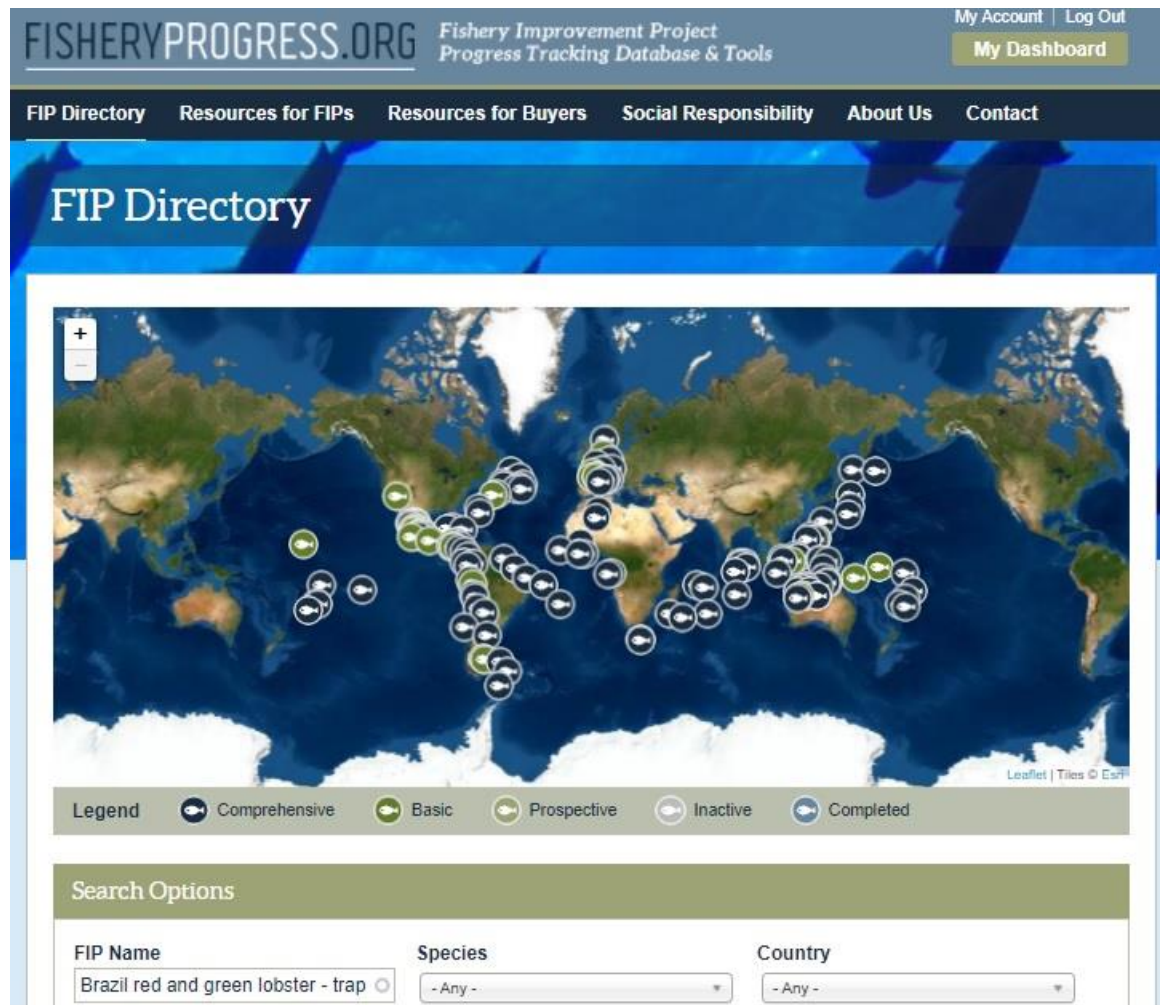 FISHERYPROGRESS.ORG
Fishery Improvement Project
Progress Tracking Database & Tools
My Account | Log Out
My Dashboard
FIP Directory Resources for FIPs Resources for Buyers Social Responsibility About Us Contact
FIP Directory
+
−
Leaflet | Tiles © Esri
Legend Comprehensive Basic Prospective Inactive Completed
Search Options
FIP Name Species Country
Brazil red and green lobster - trap - Any - - Any -